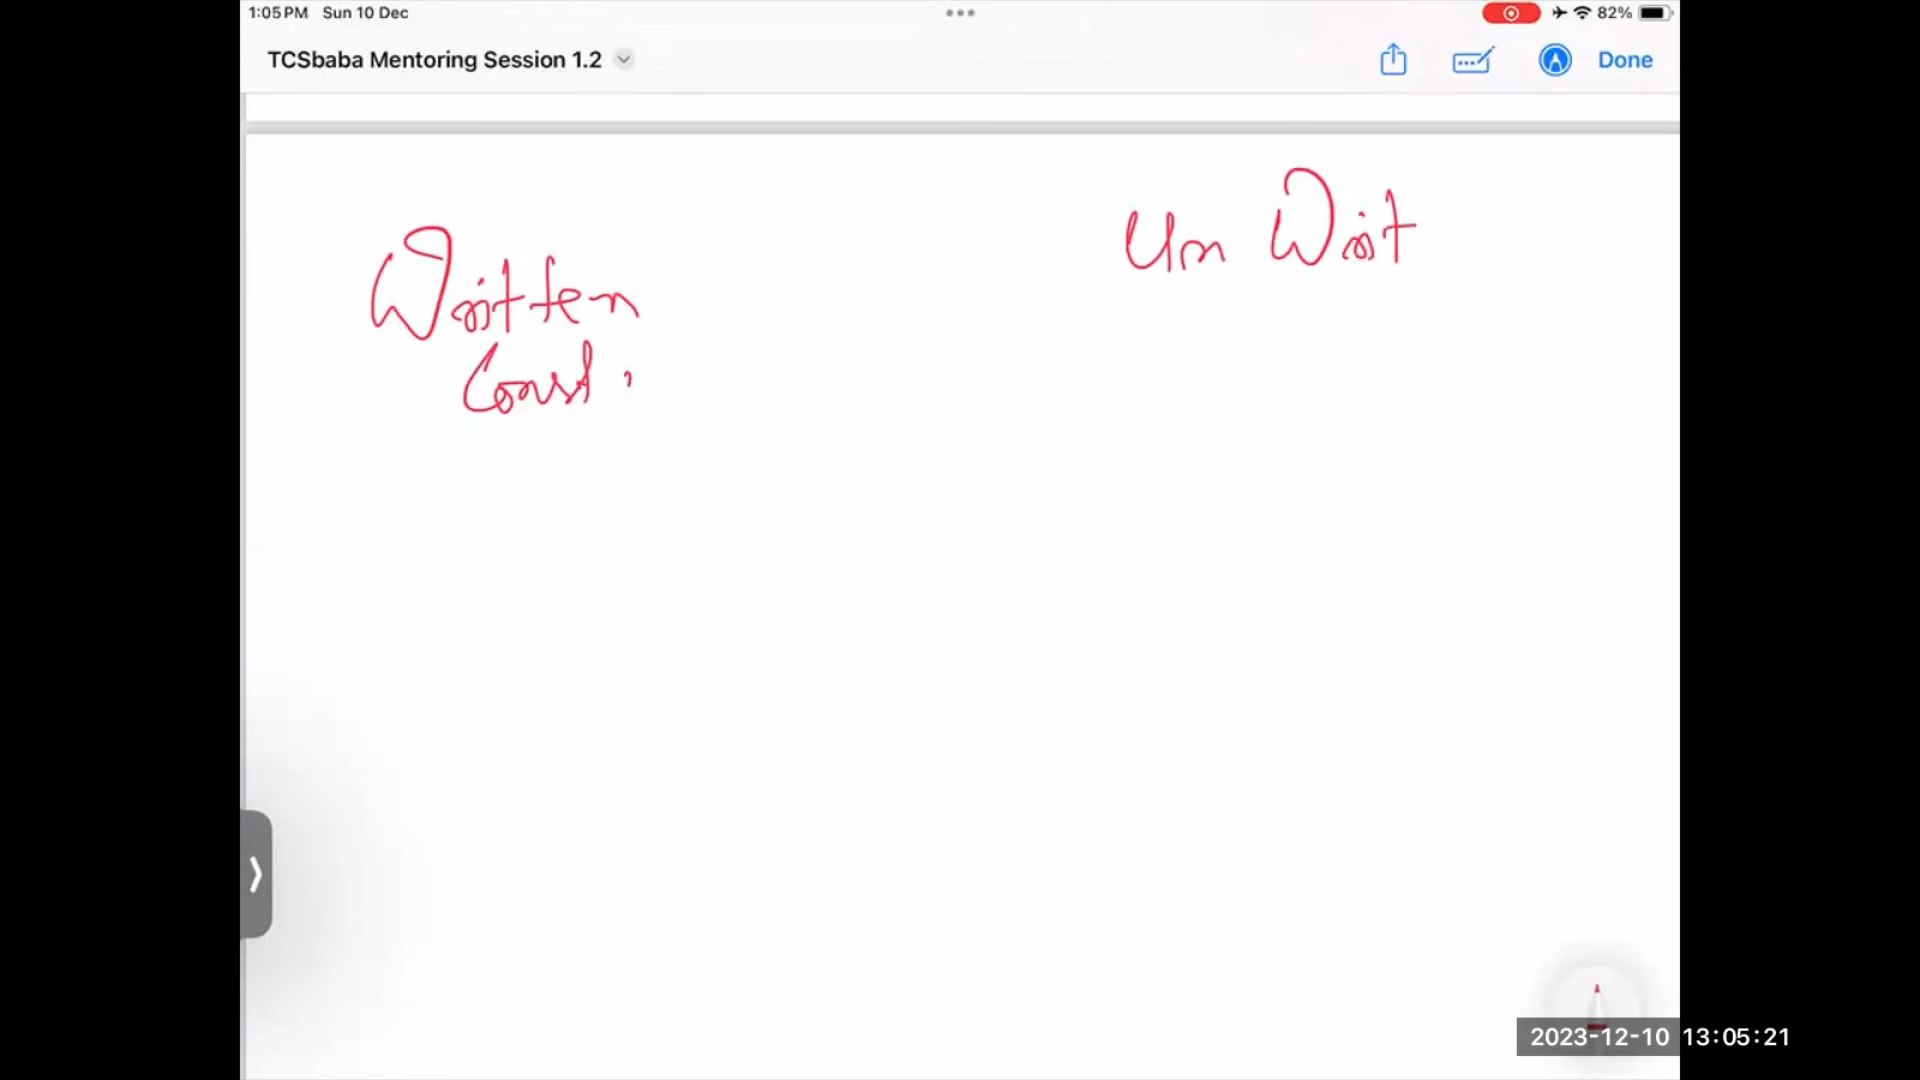 1:05 PM Sun 10 Dec
82%
TCSbaba Mentoring Session 1.2
Done
Un Writ
Written
Const.
2023-12-10 13:05:21